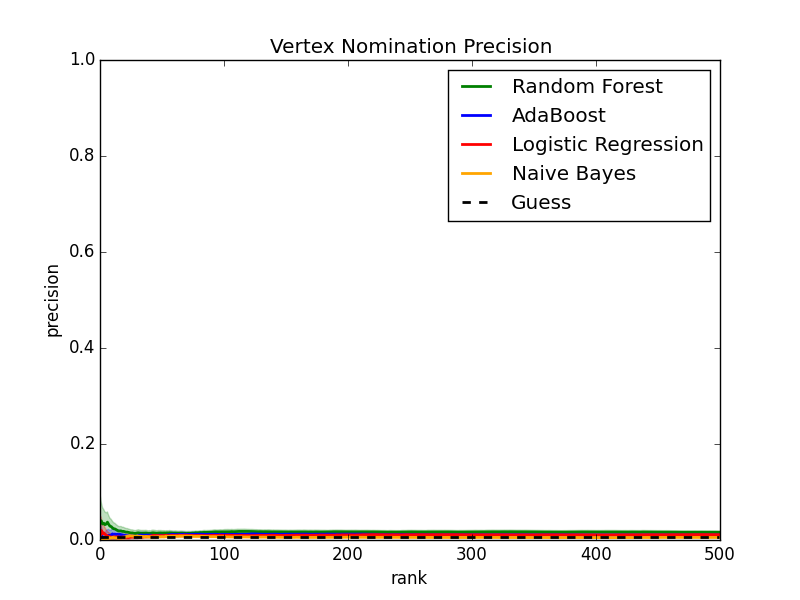 Vertex Nomination Precision
1.0
0.8
0.6
0.4
0.2
0.0
precision
Random Forest
AdaBoost
Logistic Regression
Naive Bayes
Guess
0 100 200 300 400 500
rank